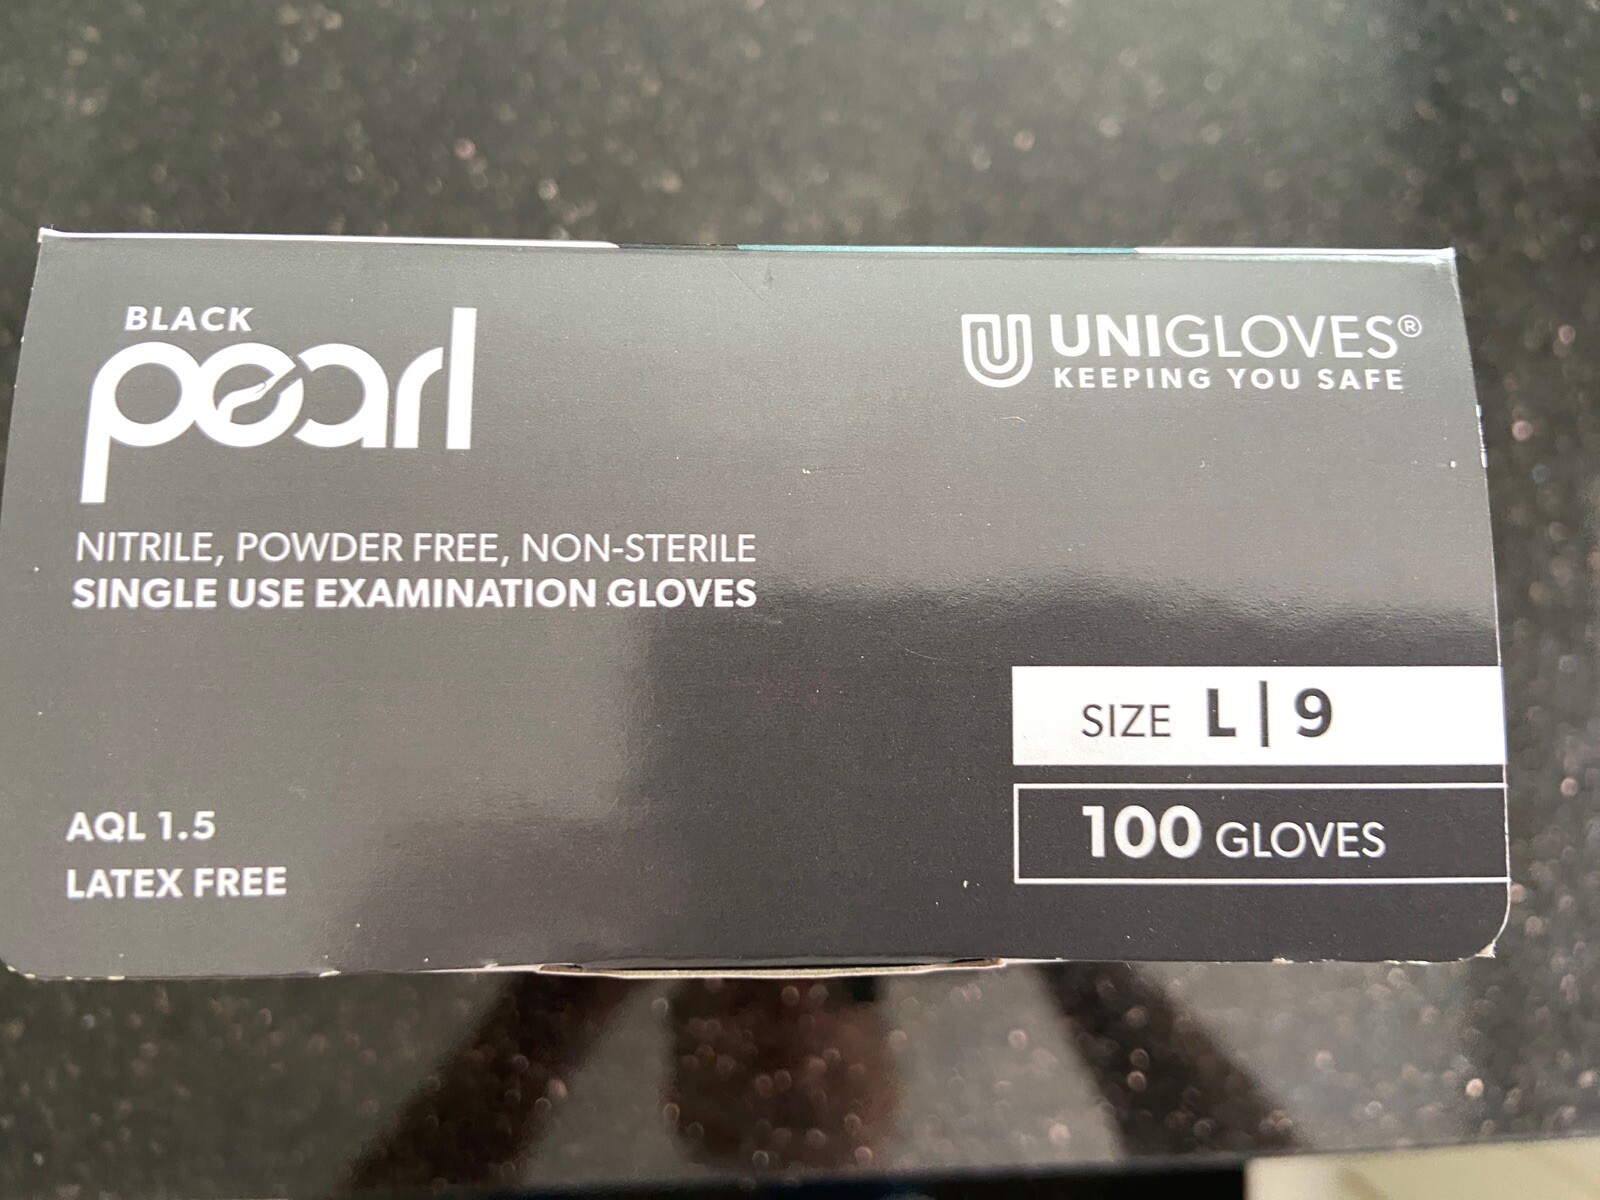 BLACK
pearl
UNIGLOVES®
KEEPING YOU SAFE
NITRILE, POWDER FREE, NON-STERILE
SINGLE USE EXAMINATION GLOVES
SIZE L | 9
100 GLOVES
AQL 1.5
LATEX FREE